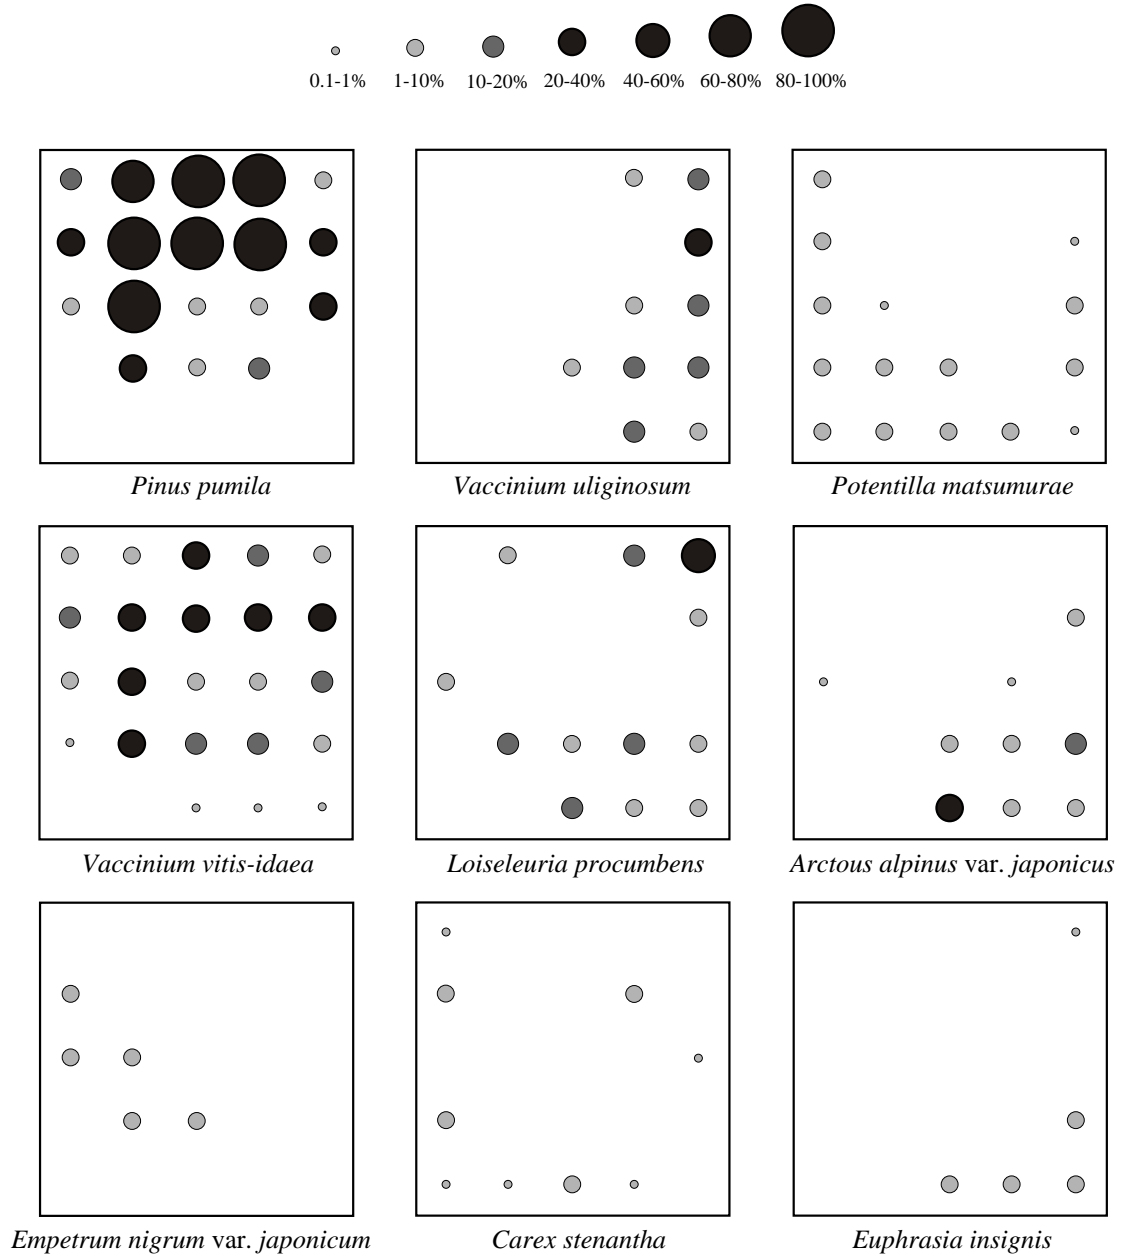 0.1-1% 1-10% 10-20% 20-40% 40-60% 60-80% 80-100%
Pinus pumila Vaccinium uliginosum Potentilla matsumurae
Vaccinium vitis-idaea Loiseleuria procumbens Arctous alpinus var. japonicus
Empetrum nigrum var. japonicum Carex stenantha Euphrasia insignis